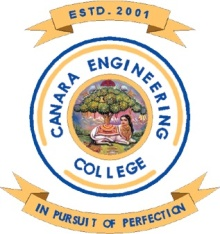 ESTD. 2001
CANARA ENGINEERING
COLLEGE
IN PURSUIT OF PERFECTION